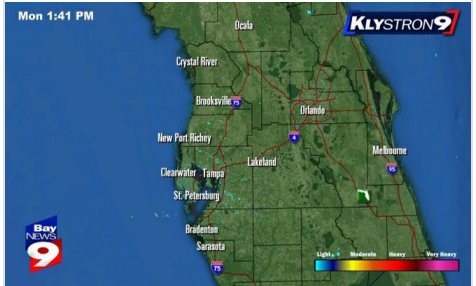 Mon 1:41 PM
KLYSTRON9
Ocala
Crystal River
Brooksville
75
Orlando
4
New Port Richey
Melbourne
Lakeland
95
Clearwater
Tampa
St. Petersburg
Bradenton
Sarasota
75
Bay
NEWS
9
Light
Moderate
Heavy
Very Heavy